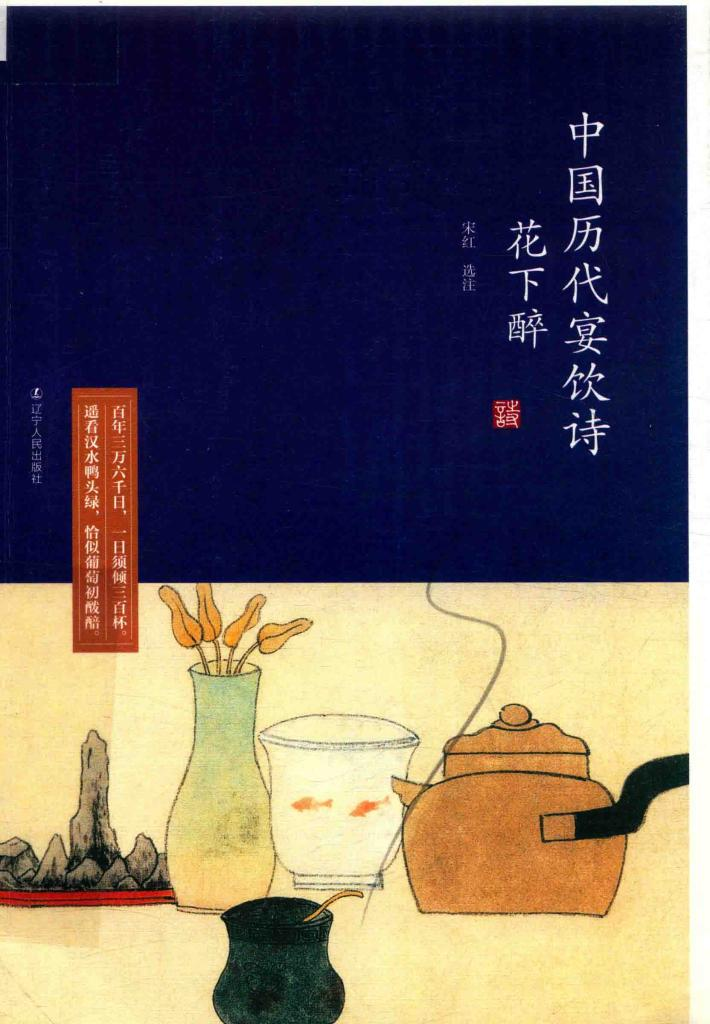 中国历代宴饮诗
花下醉
宋红 选注
詩
百年三万六千日，一日须倾三百杯。
遥看汉水鸭头绿，恰似葡萄初酦醅。
辽宁人民出版社